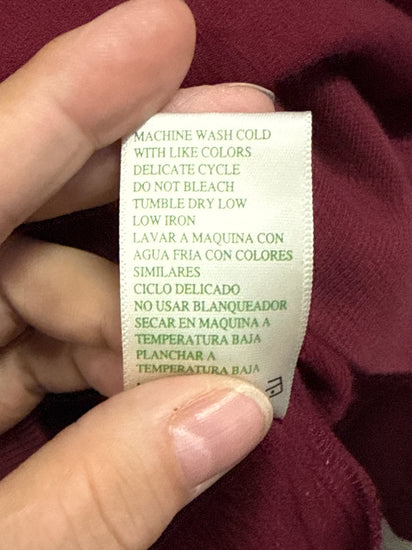 MACHINE WASH COLD
WITH LIKE COLORS
DELICATE CYCLE
DO NOT BLEACH
TUMBLE DRY LOW
LOW IRON
LAVAR A MAQUINA CON
AGUA FRIA CON COLORES
SIMILARES
CICLO DELICADO
NO USAR BLANQUEADOR
SECAR EN MAQUINA A
TEMPERATURA BAJA
PLANCHAR A
TEMPERATURA BAJA